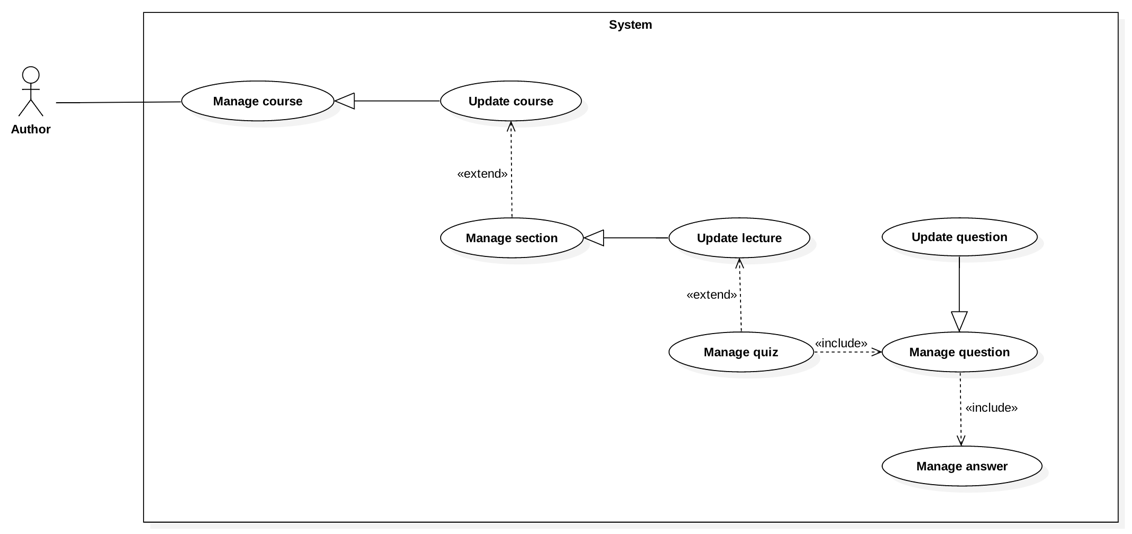 System
Author
Manage course
Update course
«extend»
Manage section
Update lecture
Update question
«extend»
Manage quiz
«include»
Manage question
«include»
Manage answer